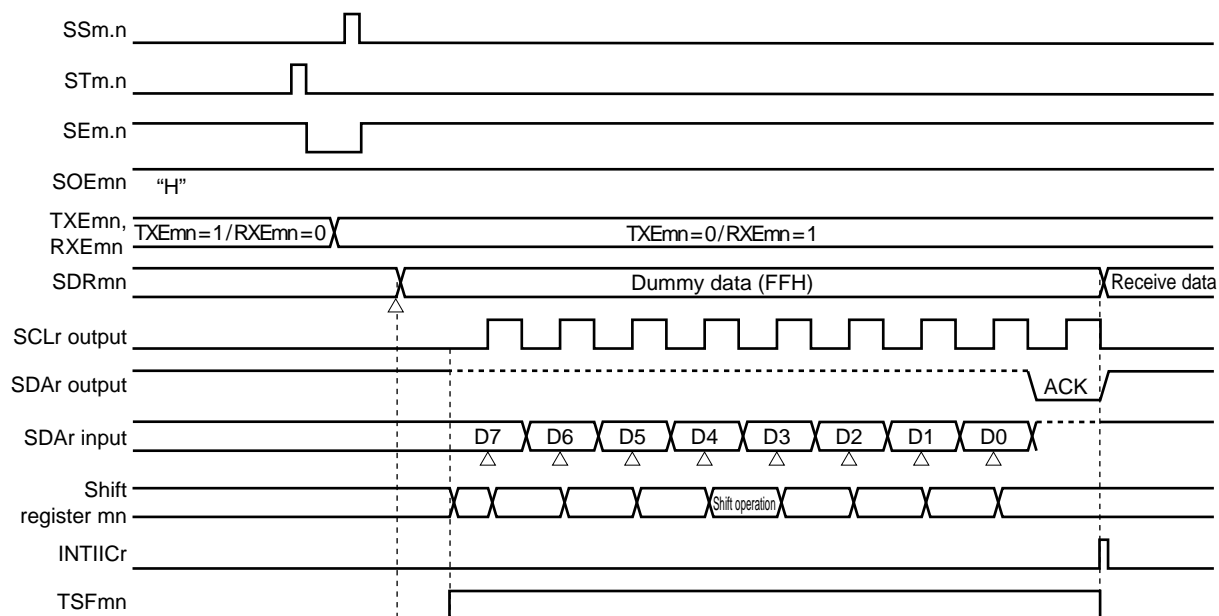 SSm.n
STm.n
SEm.n
SOEmn “H”
TXEmn,
RXEmn TXEmn=1/RXEmn=0 TXEmn=0/RXEmn=1
SDRmn Dummy data (FFH) Receive data
SCLr output
SDAr output ACK
SDAr input D7 D6 D5 D4 D3 D2 D1 D0
Shift
register mn Shift operation
INTIICr
TSFmn